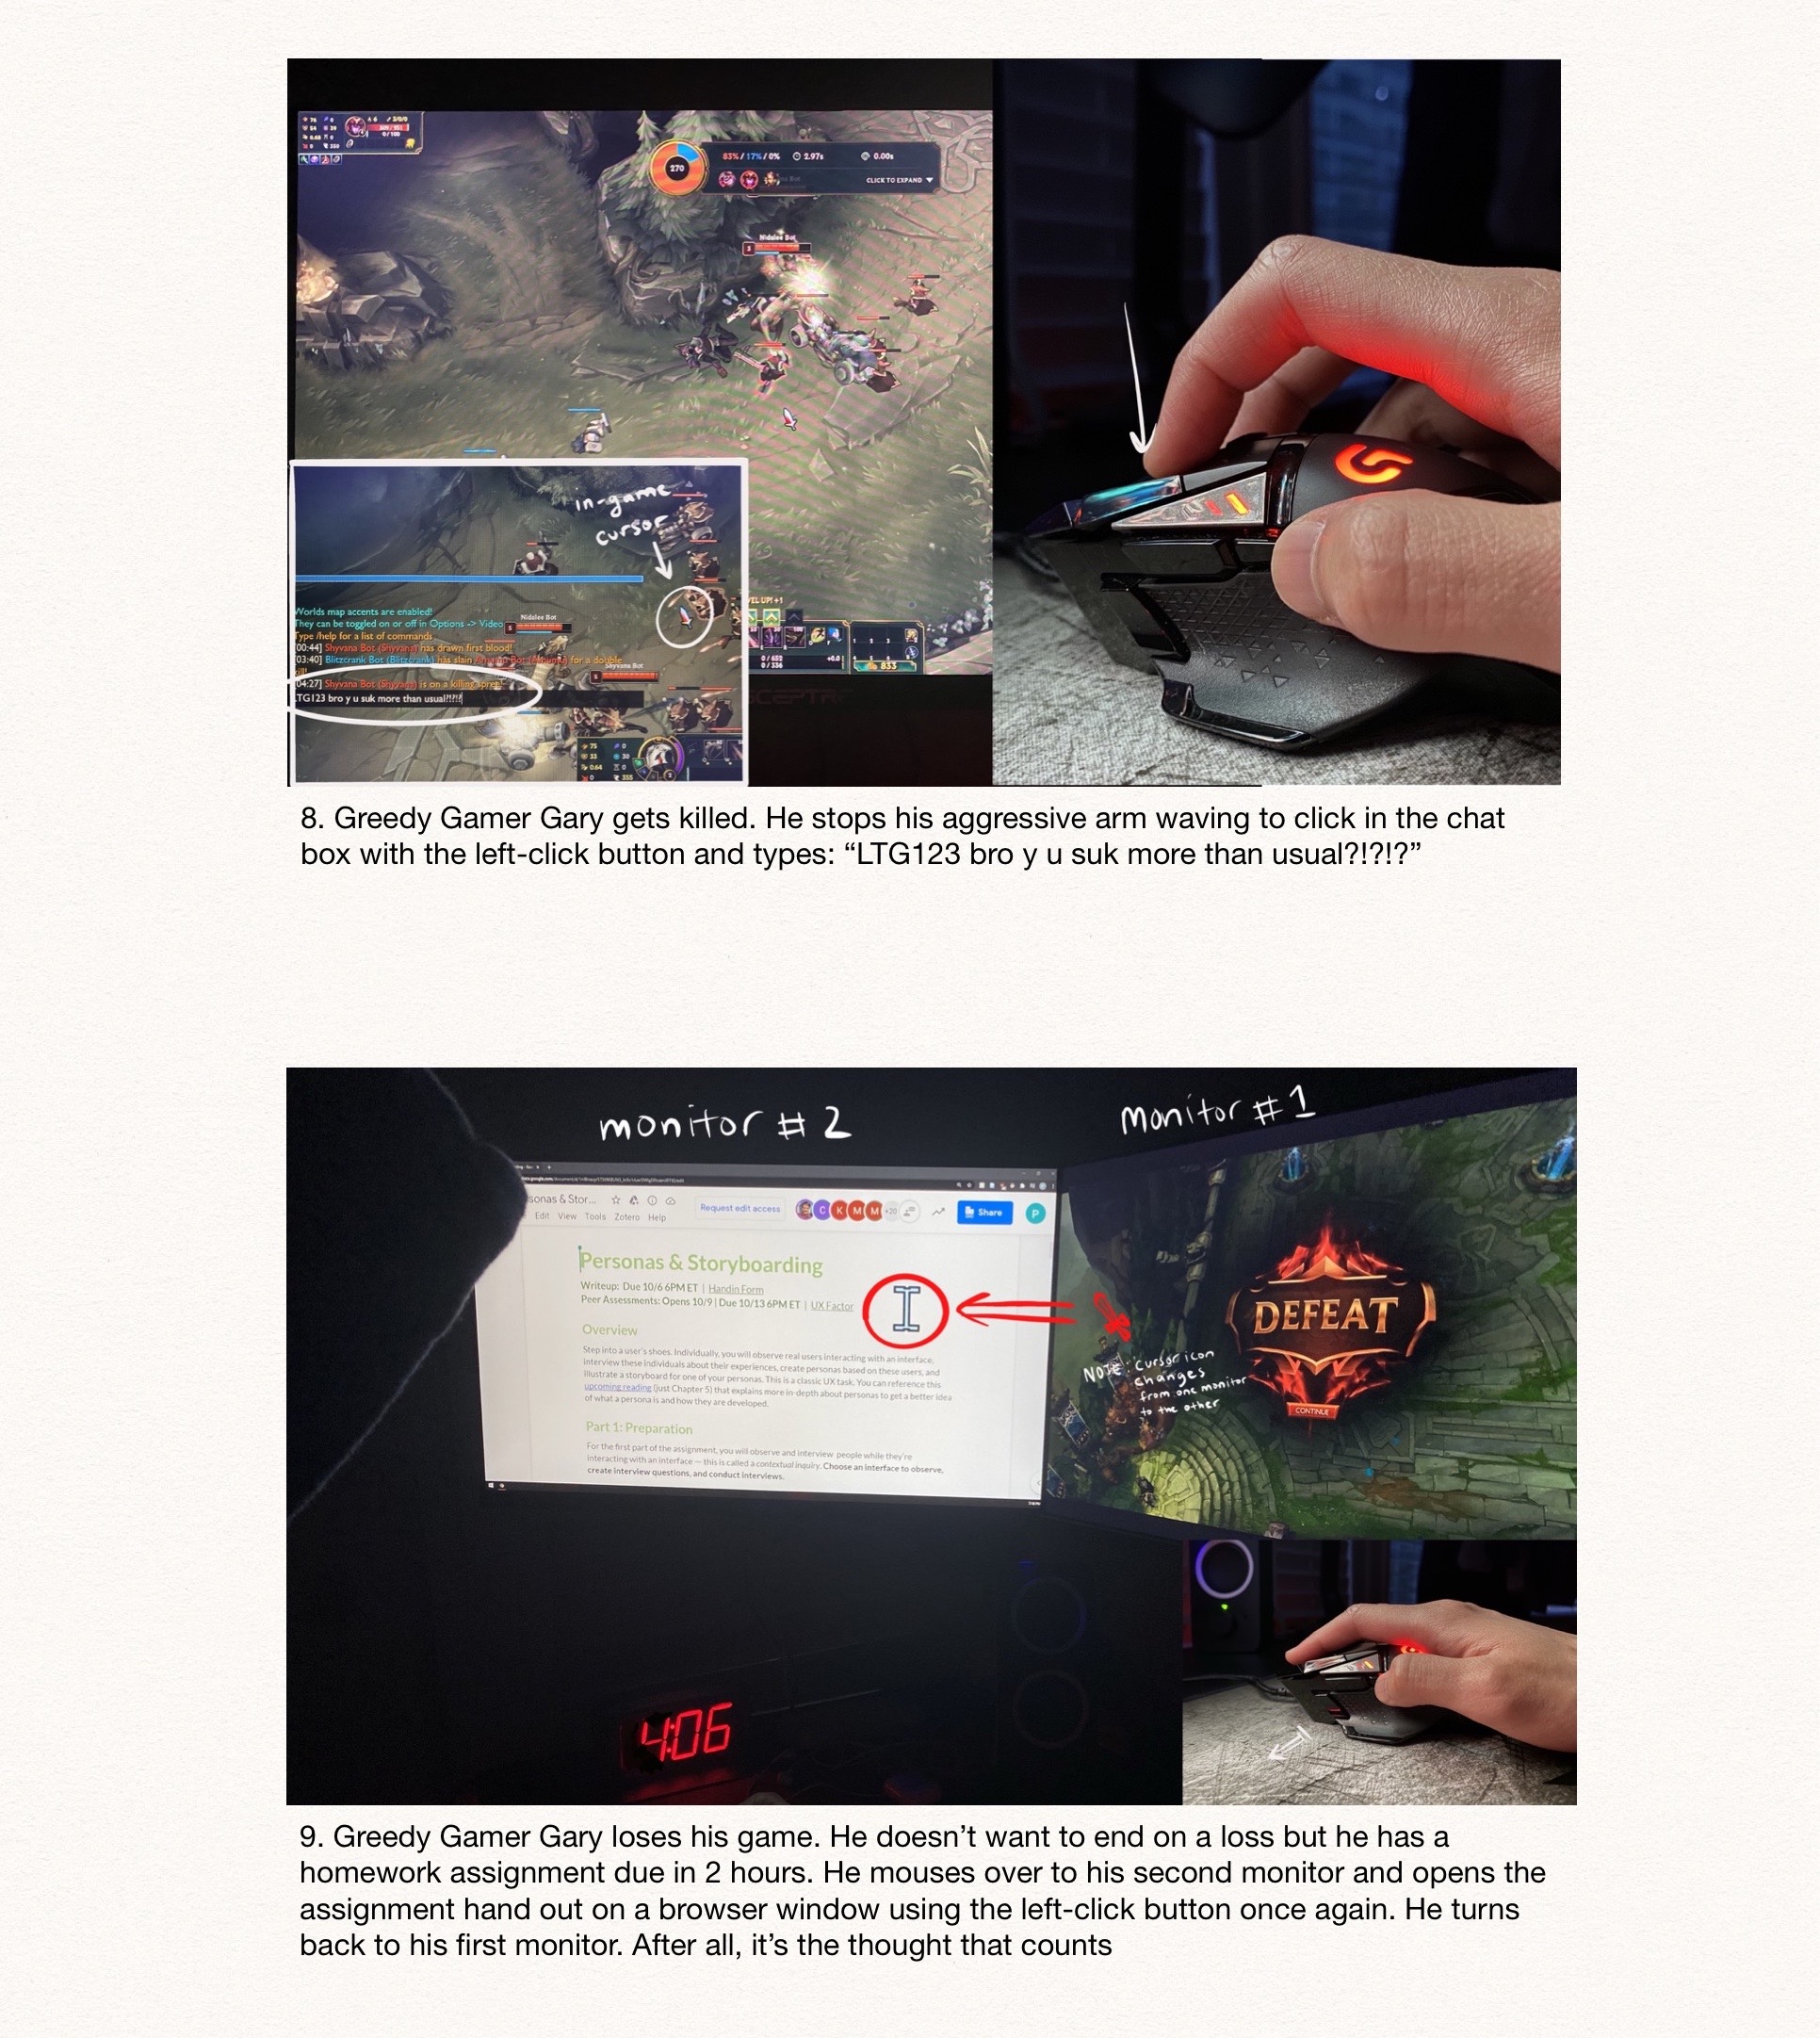 270
83% / 17% / 0%
2.97s
0.00s
CLICK TO EXPAND
Nidalee Bot
in-game
cursor
Worlds map accents are enabled!
They can be toggled on or off in Options -> Video
Type /help for a list of commands
[00:44] Shyvana Bot (Shyvana) has drawn first blood!
[03:40] Blitzcrank Bot (Blitzcrank) has slain for a double
[04:27] Shyvana Bot (Shyvana) is on a killing spree!
LTG123 bro y u suk more than usual?!?!?
Nidalee Bot
Shyvana Bot
VEL UP! +1
833
SCEPTRE
8. Greedy Gamer Gary gets killed. He stops his aggressive arm waving to click in the chat
box with the left-click button and types: “LTG123 bro y u suk more than usual?!?!?”
monitor # 2
monitor # 1
sonas & Stor...
Edit View Tools Zotero Help
Request edit access
C K M M +20
Share
P
Personas & Storyboarding
Writeup: Due 10/6 6PM ET | Handin Form
Peer Assessments: Opens 10/9 | Due 10/13 6PM ET | UX Factor
Overview
Step into a user's shoes. Individually, you will observe real users interacting with an interface,
interview these individuals about their experiences, create personas based on these users, and
illustrate a storyboard for one of your personas. This is a classic UX task. You can reference this
upcoming reading (just Chapter 5) that explains more in-depth about personas to get a better idea
of what a persona is and how they are developed.
Part 1: Preparation
For the first part of the assignment, you will observe and interview people while they're
interacting with an interface — this is called a contextual inquiry. Choose an interface to observe,
create interview questions, and conduct interviews.
DEFEAT
CONTINUE
NOTE: cursor icon
changes
from one monitor
to the other
4:06
9. Greedy Gamer Gary loses his game. He doesn’t want to end on a loss but he has a
homework assignment due in 2 hours. He mouses over to his second monitor and opens the
assignment hand out on a browser window using the left-click button once again. He turns
back to his first monitor. After all, it’s the thought that counts